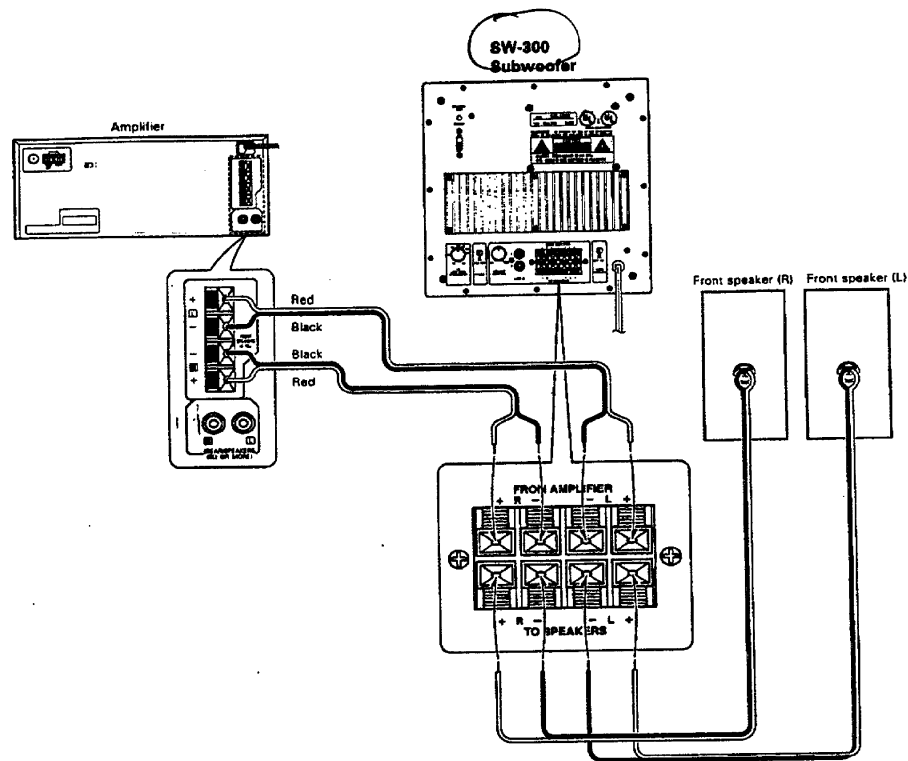 SW-300
Subwoofer
Amplifier
Front speaker (R)
Front speaker (L)
+
L
−
−
R
+
Red
Black
Black
Red
R
L
FROM AMPLIFIER
+ R − − L +
+ R − − L +
TO SPEAKERS